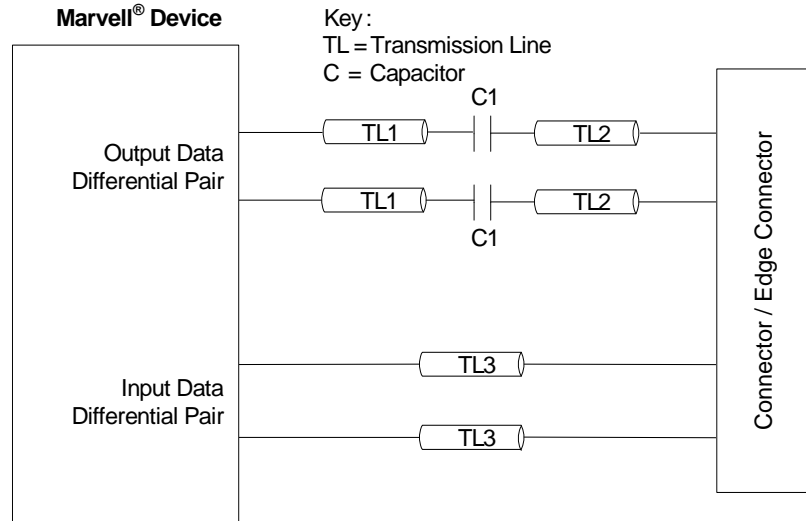 Marvell® Device
Key:
TL = Transmission Line
C = Capacitor
C1
TL1
TL2
Output Data
Differential Pair
TL1
TL2
C1
Connector / Edge Connector
TL3
Input Data
Differential Pair
TL3